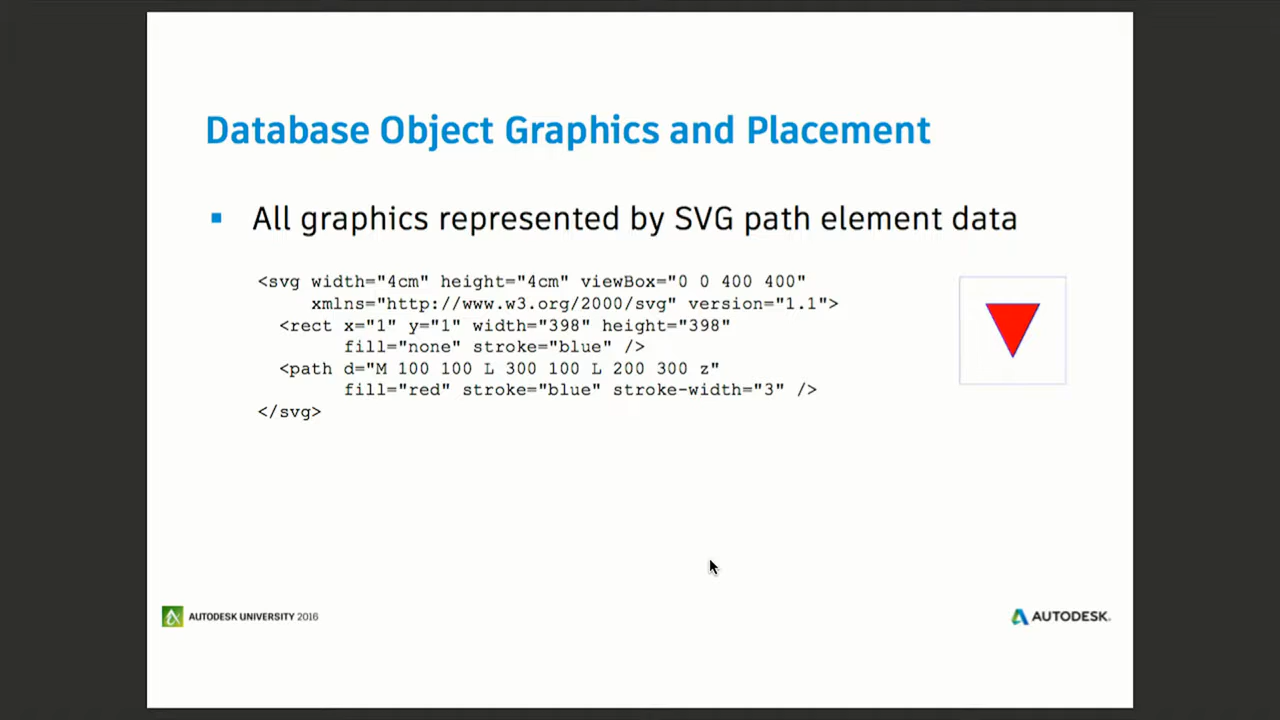 Database Object Graphics and Placement
All graphics represented by SVG path element data
<svg width="4cm" height="4cm" viewBox="0 0 400 400"
xmlns="http://www.w3.org/2000/svg" version="1.1">
<rect x="1" y="1" width="398" height="398"
fill="none" stroke="blue" />
<path d="M 100 100 L 300 100 L 200 300 z"
fill="red" stroke="blue" stroke-width="3" />
</svg>
AUTODESK UNIVERSITY 2016
AUTODESK.